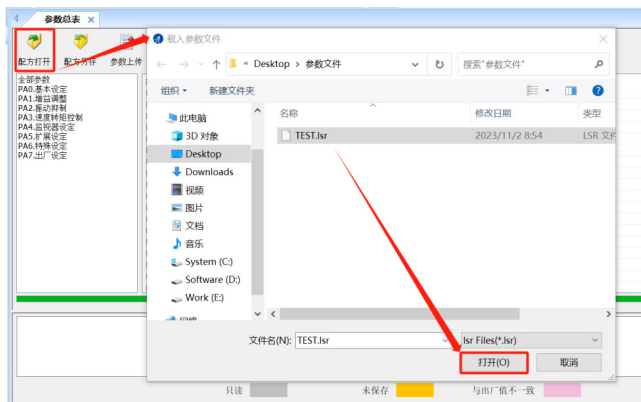 参数总表 ×
配方打开 配方另存 参数上传
全部参数
PA0.基本设定
PA1.增益调整
PA2.振动抑制
PA3.速度转矩控制
PA4.监视器设定
PA5.扩展设定
PA6.特殊设定
PA7.出厂设定
载入参数文件
« Desktop › 参数文件
搜索"参数文件"
组织 新建文件夹
名称 修改日期 类型
TEST.lsr 2023/11/2 8:54 LSR 文件
此电脑
3D 对象
Desktop
Downloads
视频
图片
文档
音乐
System (C:)
Software (D:)
Work (E:)
文件名(N): TEST.lsr lsr Files(*.lsr)
打开(O) 取消
只读 未保存 与出厂值不一致